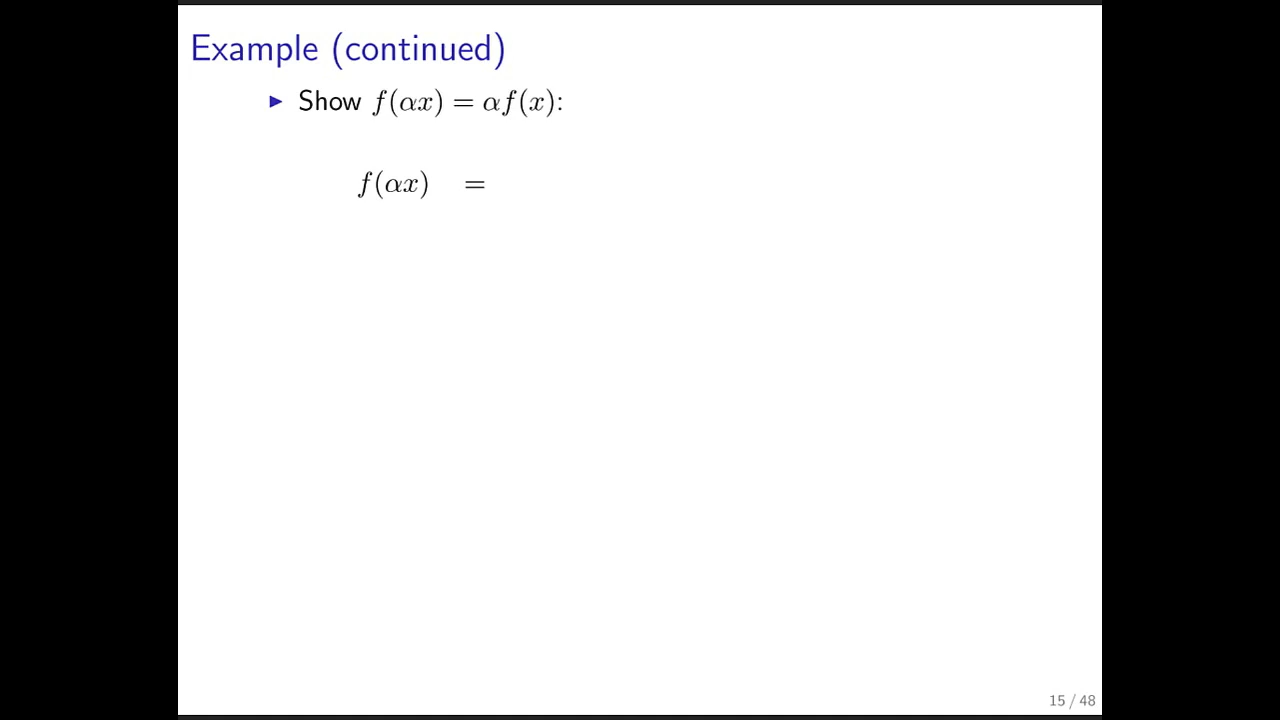 Example (continued)
▶ Show f(αx) = αf(x):
f(αx) =
15 / 48